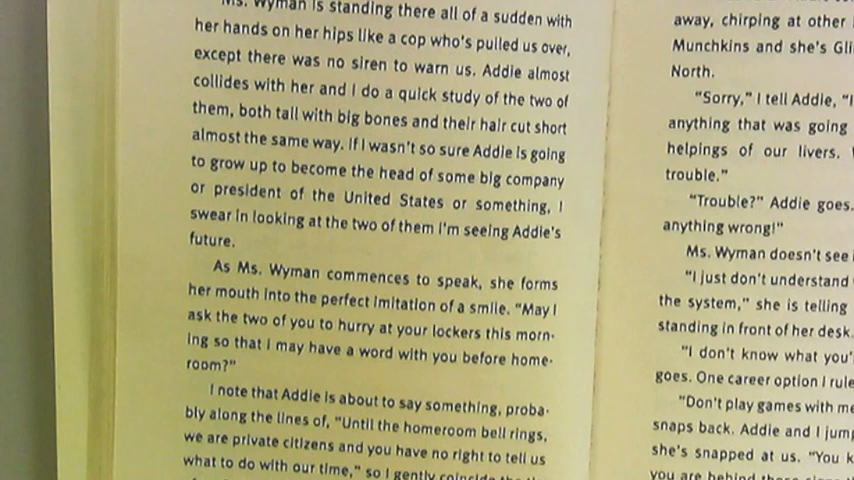 Ms. Wyman is standing there all of a sudden with
her hands on her hips like a cop who's pulled us over,
except there was no siren to warn us. Addie almost
collides with her and I do a quick study of the two of
them, both tall with big bones and their hair cut short
almost the same way. If I wasn't so sure Addie is going
to grow up to become the head of some big company
or president of the United States or something, I
swear in looking at the two of them I'm seeing Addie's
future.
As Ms. Wyman commences to speak, she forms
her mouth into the perfect imitation of a smile. "May I
ask the two of you to hurry at your lockers this morn-
ing so that I may have a word with you before home-
room?"
I note that Addie is about to say something, proba-
bly along the lines of, "Until the homeroom bell rings,
we are private citizens and you have no right to tell us
what to do with our time," so I gently coincide the
away, chirping at other
Munchkins and she's
North.
"Sorry," I tell Addie,
anything that was going
helpings of our livers.
trouble."
"Trouble?" Addie goes.
anything wrong!"
Ms. Wyman doesn't see
"I just don't understand
the system," she is telling
standing in front of her desk.
"I don't know what
goes. One career option I
"Don't play games with
snaps back. Addie and I
she's snapped at us. "You
you are behind these